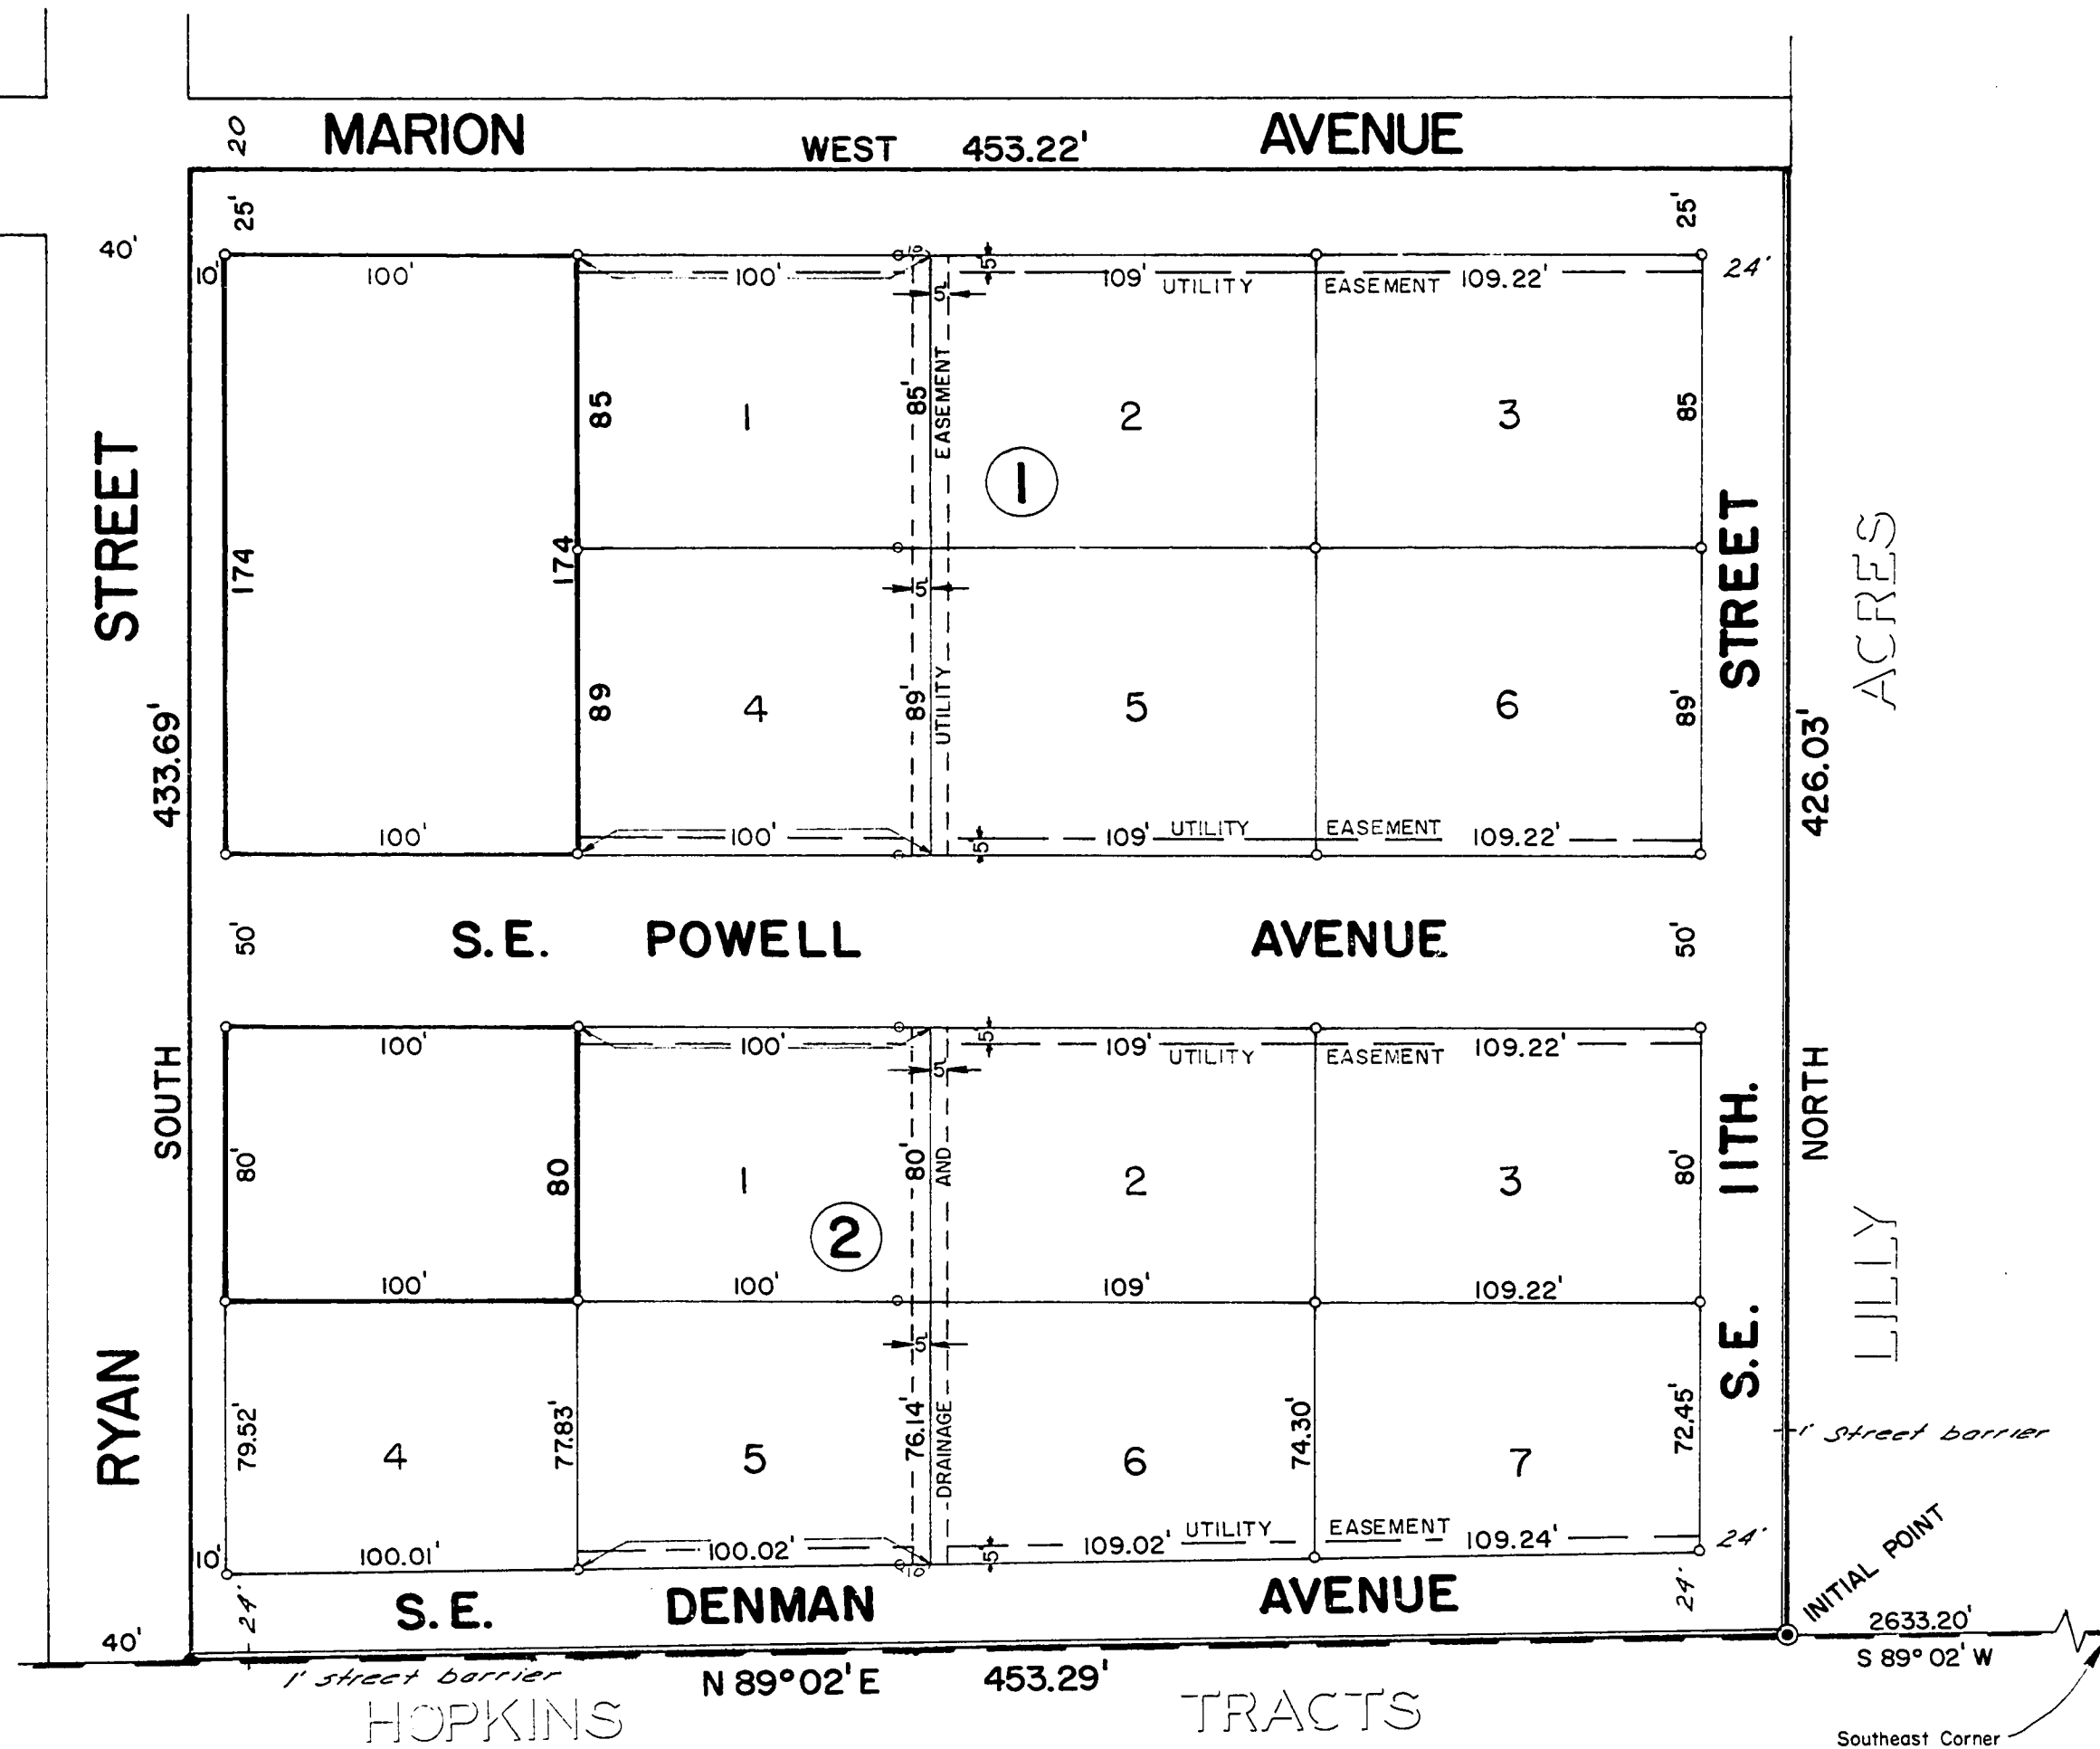 20
MARION AVENUE
WEST 453.22'
25' 25'
40'
10' 100' 100' 109' 109.22' 24'
10'
5'
UTILITY EASEMENT
5'
85 85' 85
EASEMENT
1 2 3
1
STREET STREET
ACRES
174 174
5'
89 89' 89'
UTILITY
4 5 6
433.69' 426.03'
UTILITY EASEMENT
100' 100' 109' 109.22'
5'
50' 50'
S.E. POWELL AVENUE
100' 100' 109' 109.22'
5'
UTILITY EASEMENT
5'
SOUTH NORTH
80' 80 80' 80'
AND
1 2 3
2
S.E. 11TH.
LILLY
100' 100' 109' 109.22'
5'
RYAN
79.52' 77.83' 76.14' 74.30' 72.45'
DRAINAGE
1' street barrier
4 5 6 7
UTILITY EASEMENT
10' 100.01' 100.02' 109.02' 109.24' 24'
5'
10'
24' 24'
S.E. DENMAN AVENUE
INITIAL POINT
40'
2633.20'
S 89° 02' W
1' street barrier
N 89° 02' E 453.29'
HOPKINS TRACTS
Southeast Corner